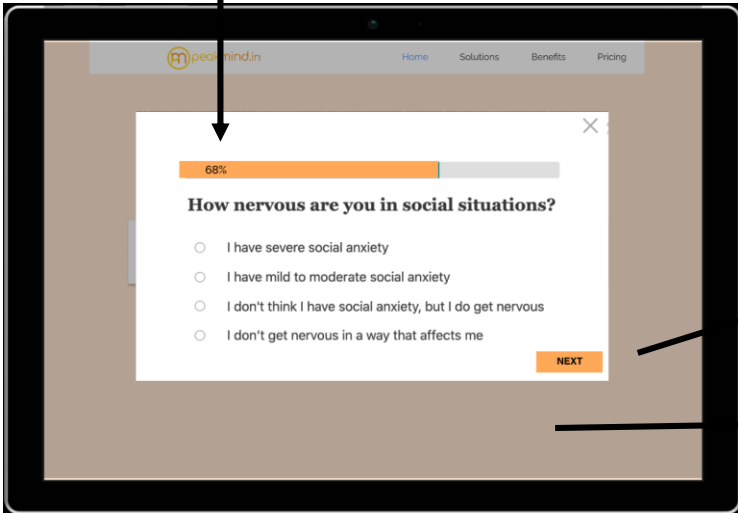 peakmind.in Home Solutions Benefits Pricing
68%
How nervous are you in social situations?
I have severe social anxiety
I have mild to moderate social anxiety
I don't think I have social anxiety, but I do get nervous
I don't get nervous in a way that affects me
NEXT